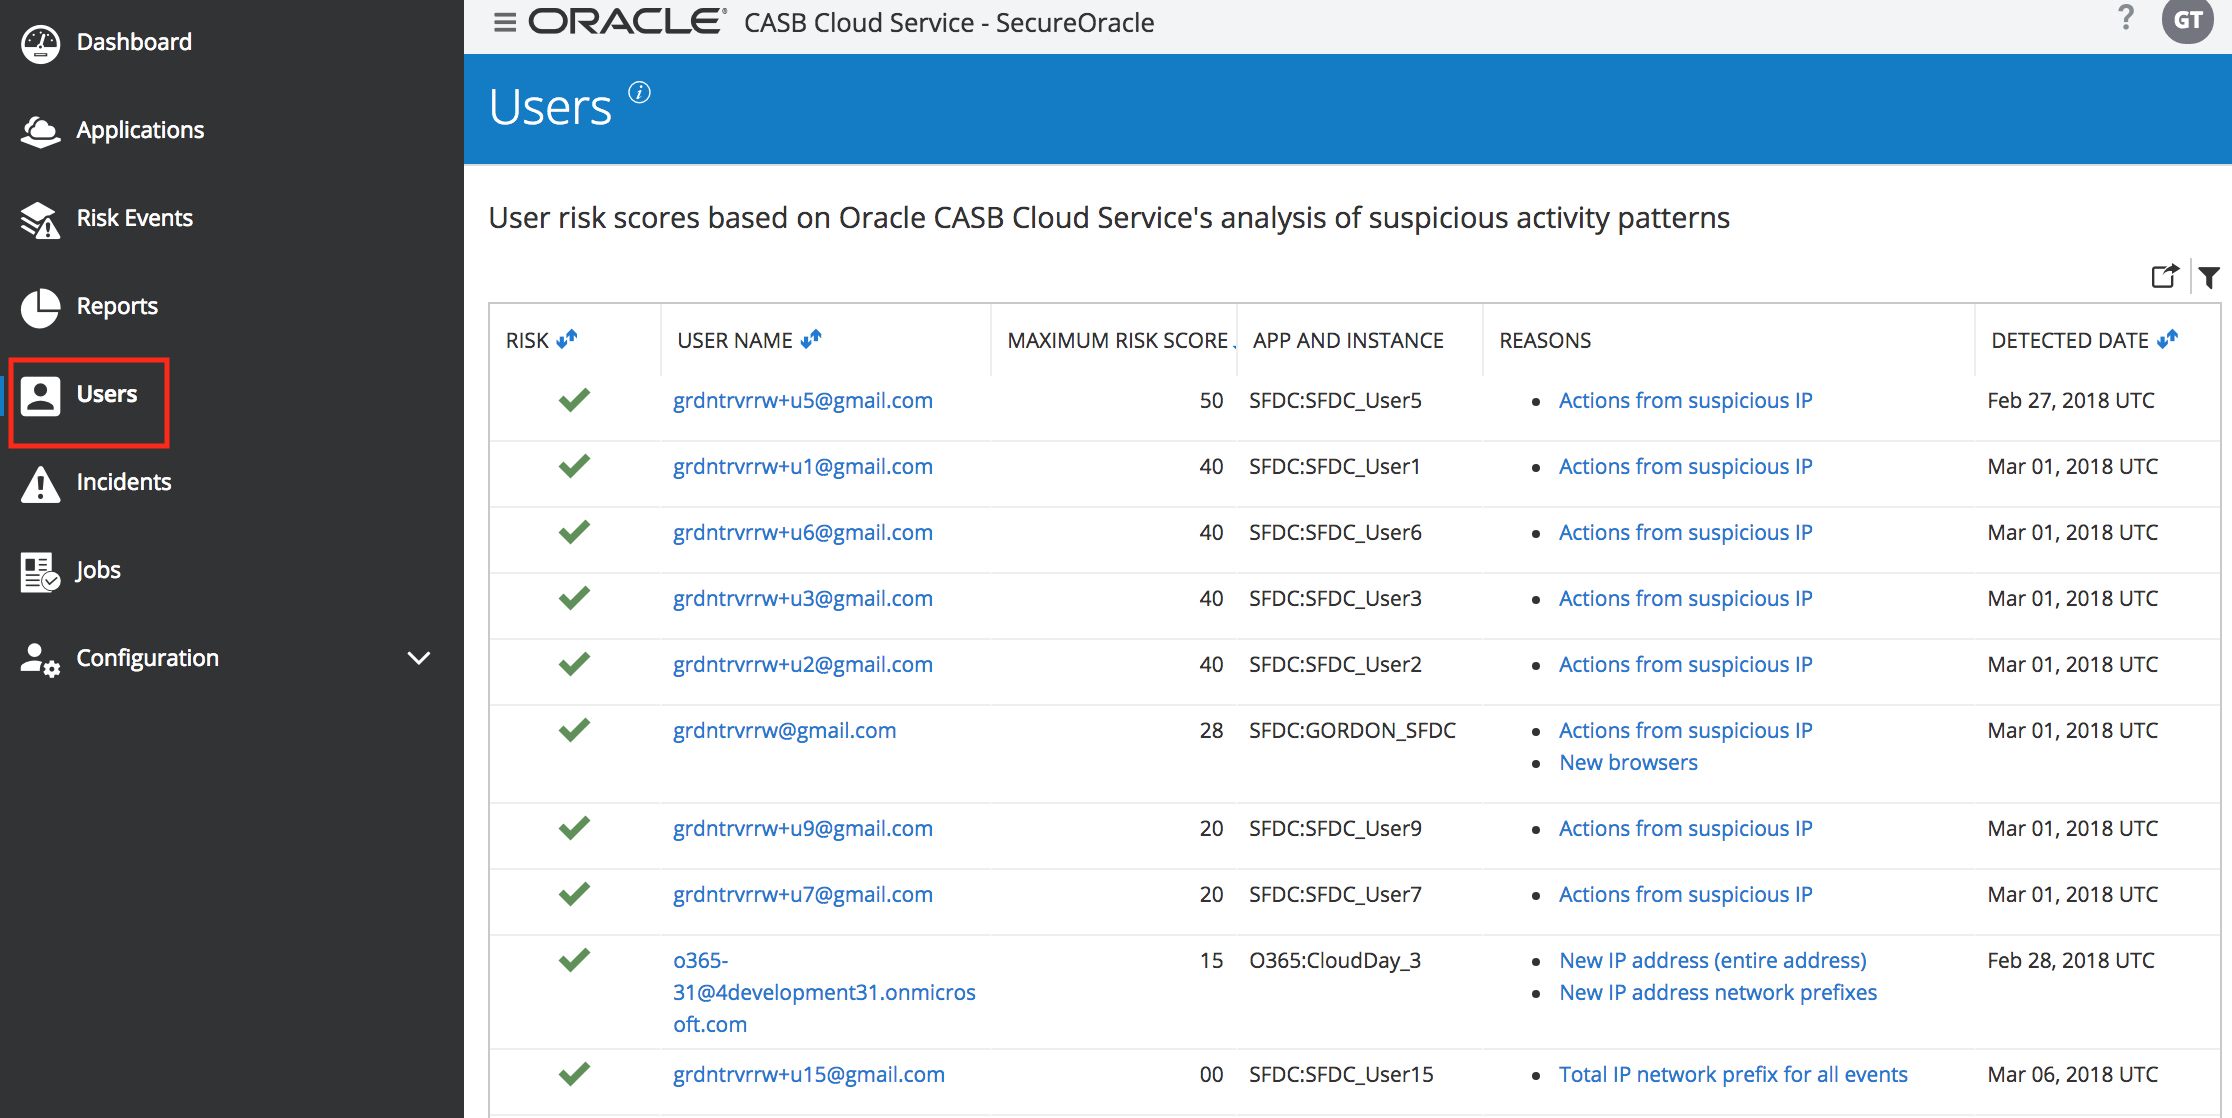 Dashboard
Applications
Risk Events
Reports
Users
Incidents
Jobs
Configuration
ORACLE® CASB Cloud Service - SecureOracle
? GT
Users i
User risk scores based on Oracle CASB Cloud Service's analysis of suspicious activity patterns
RISK USER NAME MAXIMUM RISK SCORE APP AND INSTANCE REASONS DETECTED DATE
grdntrvrrw+u5@gmail.com 50 SFDC:SFDC_User5 • Actions from suspicious IP Feb 27, 2018 UTC
grdntrvrrw+u1@gmail.com 40 SFDC:SFDC_User1 • Actions from suspicious IP Mar 01, 2018 UTC
grdntrvrrw+u6@gmail.com 40 SFDC:SFDC_User6 • Actions from suspicious IP Mar 01, 2018 UTC
grdntrvrrw+u3@gmail.com 40 SFDC:SFDC_User3 • Actions from suspicious IP Mar 01, 2018 UTC
grdntrvrrw+u2@gmail.com 40 SFDC:SFDC_User2 • Actions from suspicious IP Mar 01, 2018 UTC
grdntrvrrw@gmail.com 28 SFDC:GORDON_SFDC • Actions from suspicious IP Mar 01, 2018 UTC
• New browsers
grdntrvrrw+u9@gmail.com 20 SFDC:SFDC_User9 • Actions from suspicious IP Mar 01, 2018 UTC
grdntrvrrw+u7@gmail.com 20 SFDC:SFDC_User7 • Actions from suspicious IP Mar 01, 2018 UTC
o365- 15 O365:CloudDay_3 • New IP address (entire address) Feb 28, 2018 UTC
31@4development31.onmicros • New IP address network prefixes
oft.com
grdntrvrrw+u15@gmail.com 00 SFDC:SFDC_User15 • Total IP network prefix for all events Mar 06, 2018 UTC